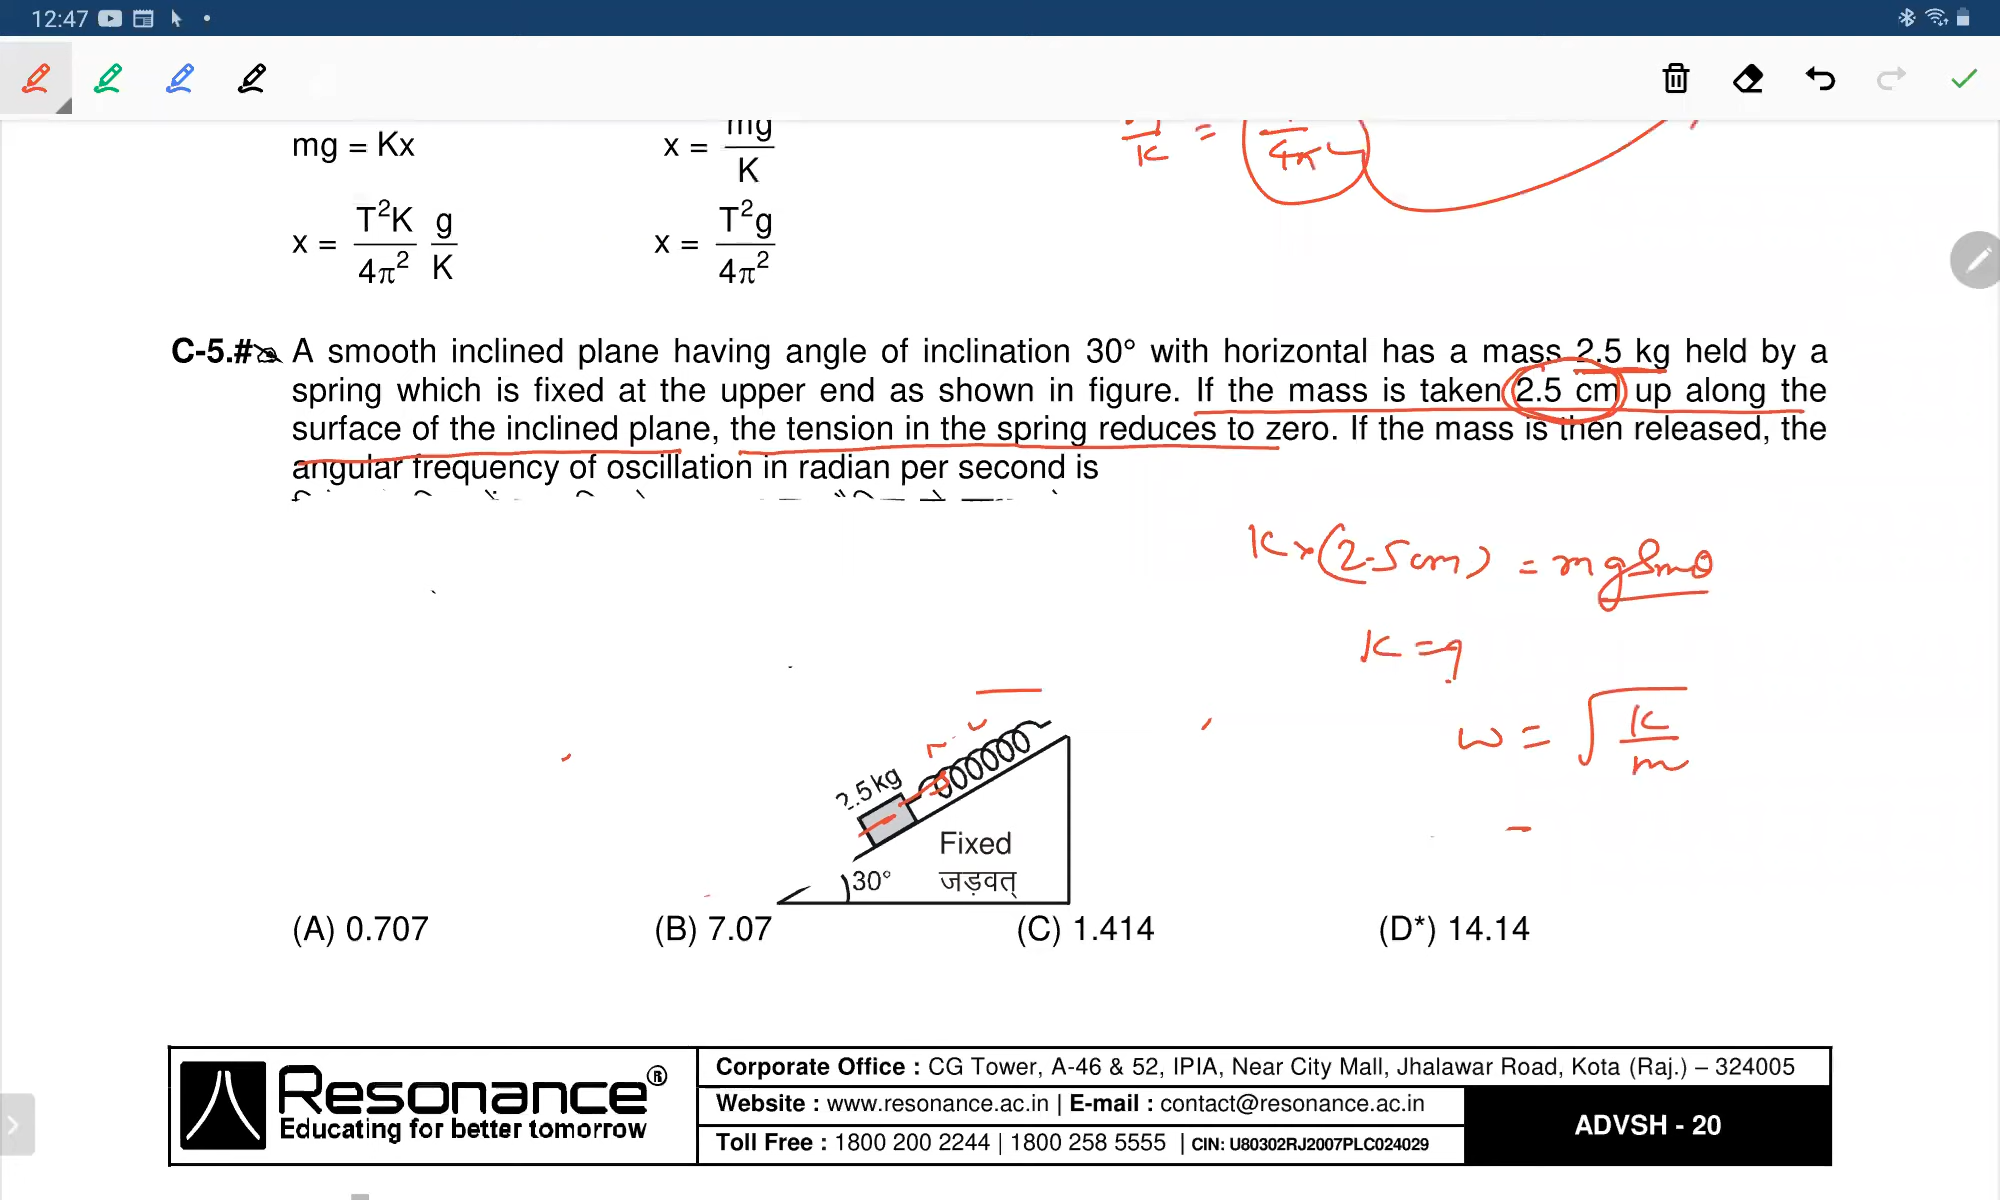 12:47
mg = Kx
x = mg/K
K = 4π²
x = T²K/4π² g/K
x = T²g/4π²
C-5.# A smooth inclined plane having angle of inclination 30° with horizontal has a mass 2.5 kg held by a
spring which is fixed at the upper end as shown in figure. If the mass is taken 2.5 cm up along the
surface of the inclined plane, the tension in the spring reduces to zero. If the mass is then released, the
angular frequency of oscillation in radian per second is
K×(2.5cm) = mg Sinθ
K = ?
ω = √K/m
=
2.5kg
Fixed
जड़वत्
30°
(A) 0.707 (B) 7.07 (C) 1.414 (D*) 14.14
Resonance®
Educating for better tomorrow
Corporate Office : CG Tower, A-46 & 52, IPIA, Near City Mall, Jhalawar Road, Kota (Raj.) – 324005
Website : www.resonance.ac.in | E-mail : contact@resonance.ac.in
Toll Free : 1800 200 2244 | 1800 258 5555 | CIN: U80302RJ2007PLC024029
ADVSH - 20